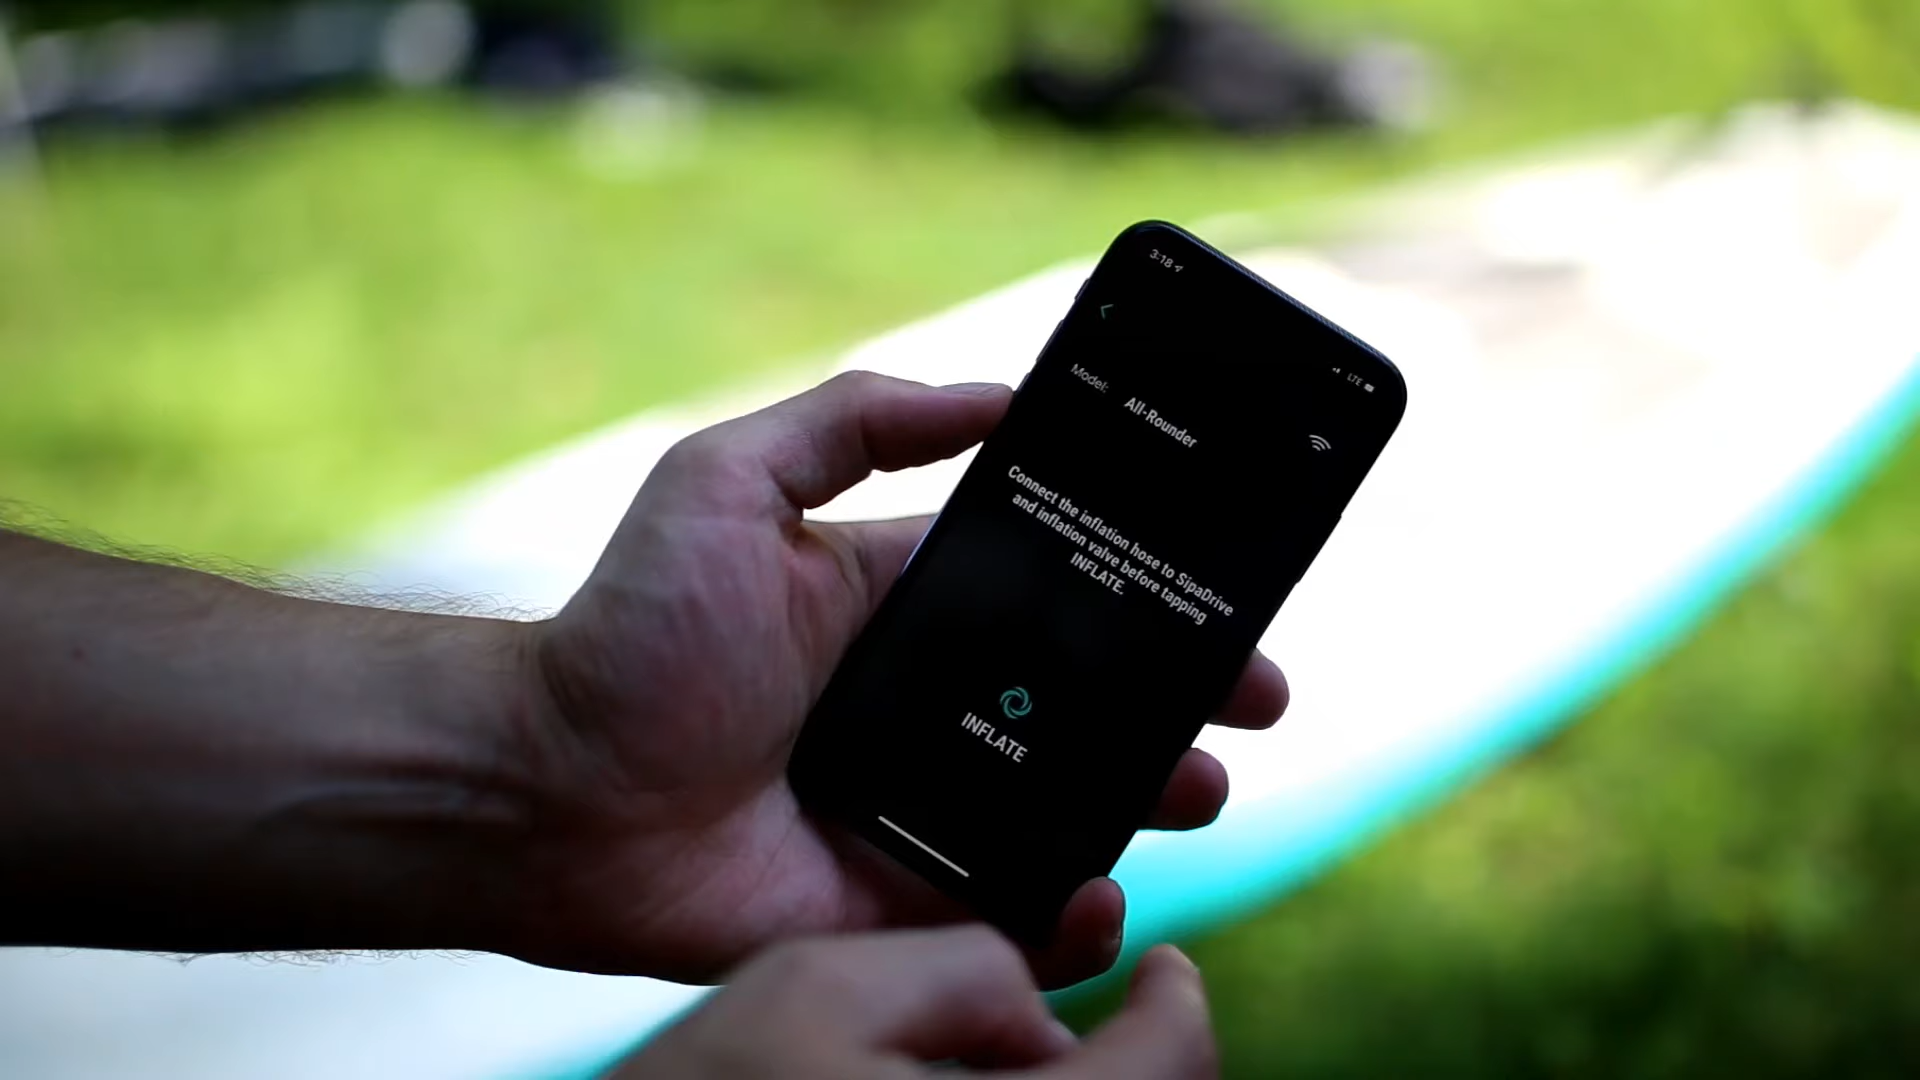 3:18
LTE
Model:
All-Rounder
Connect the inflation hose to SipaDrive
and inflation valve before tapping
INFLATE.
INFLATE